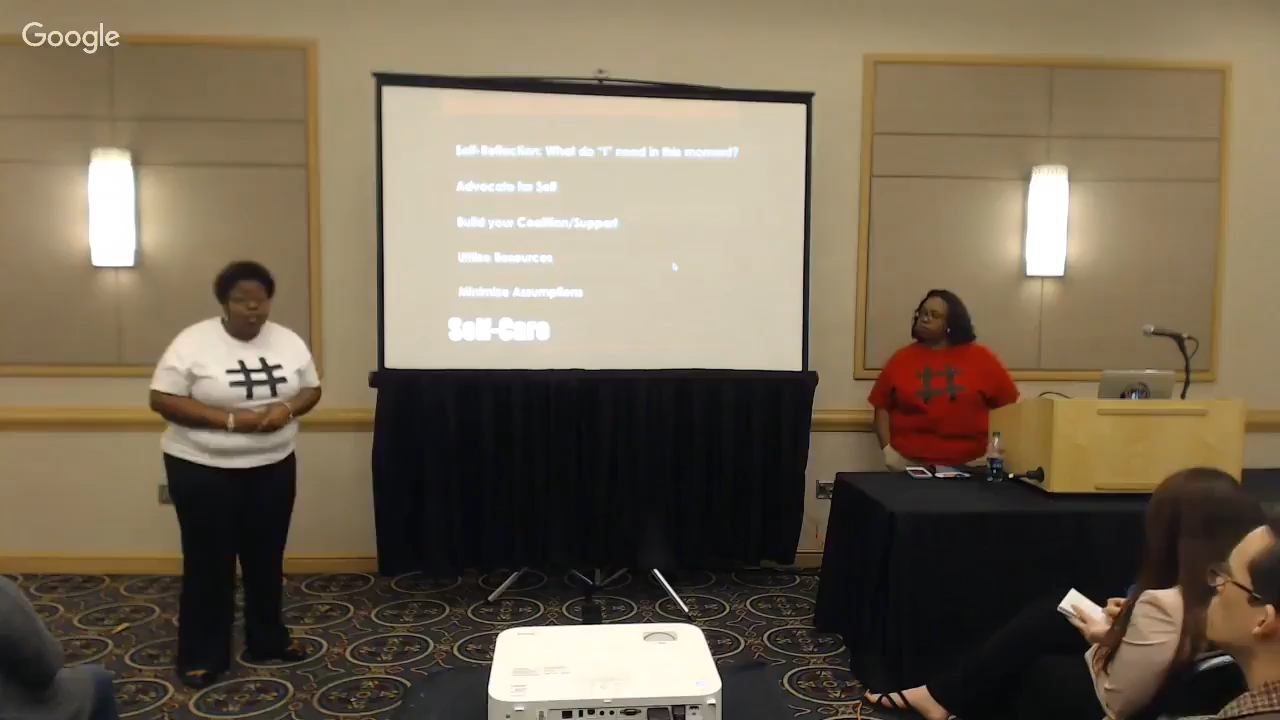 Google
Self-Reflection: What do "I" need in this moment?
Advocate for Self
Build your Coalition/Support
Utilize Resources
Minimize Assumptions
Self-Care
#
#